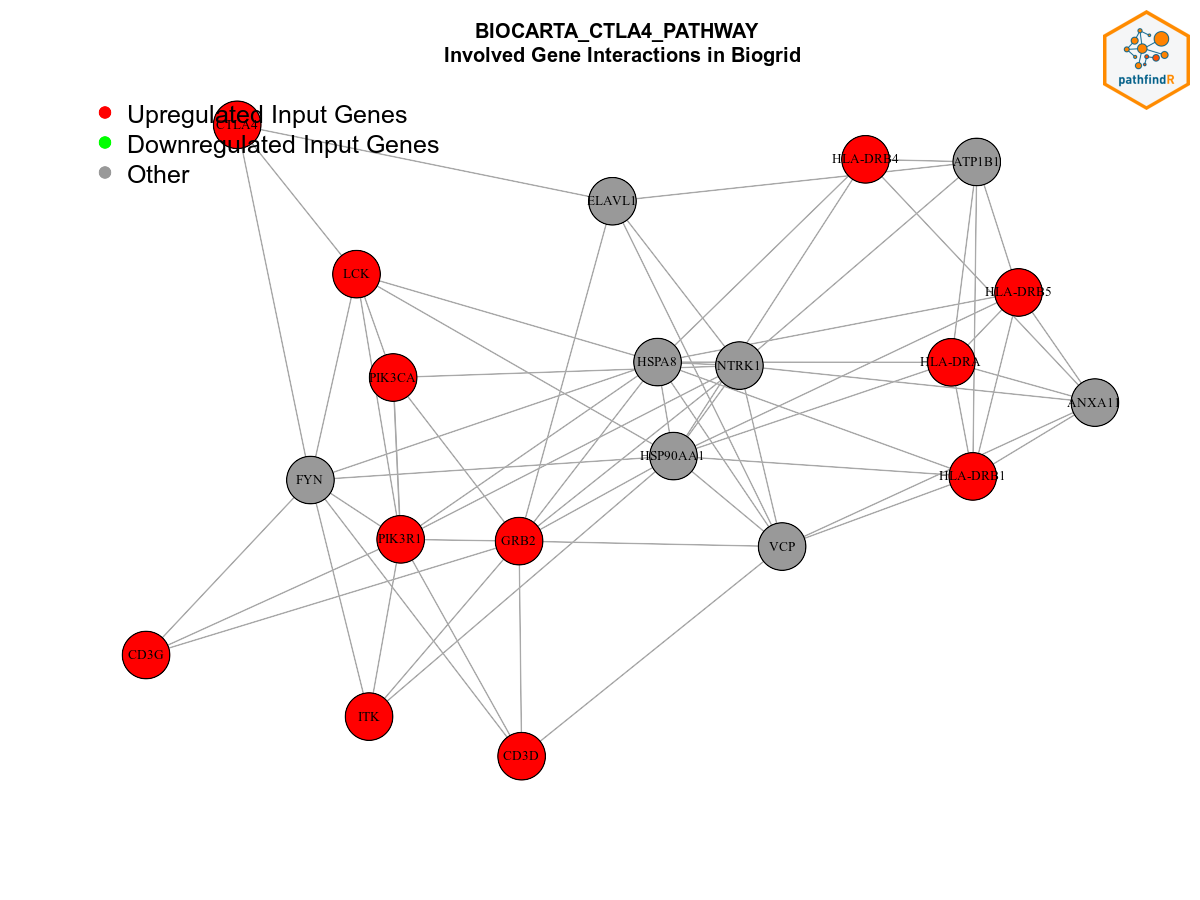 BIOCARTA_CTLA4_PATHWAY
Involved Gene Interactions in Biogrid
pathfindR
Upregulated Input Genes
CTLA4
Downregulated Input Genes
Other
HLA-DRB4
ATP1B1
ELAVL1
LCK
HLA-DRB5
HSPA8
NTRK1
HLA-DRA
PIK3CA
ANXA11
HSP90AA1
HLA-DRB1
FYN
PIK3R1
GRB2
VCP
CD3G
ITK
CD3D